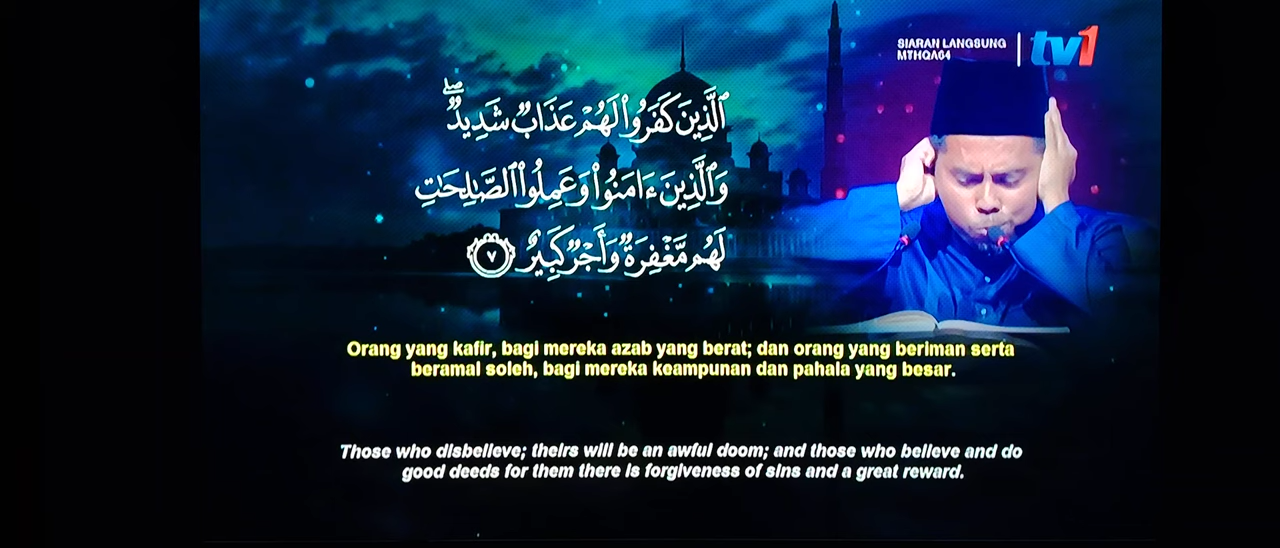 SIARAN LANGSUNG
MTHQA64
tv1
ٱلَّذِينَ كَفَرُوا۟ لَهُمْ عَذَابٌ شَدِيدٌ ۖ
وَٱلَّذِينَ ءَامَنُوا۟ وَعَمِلُوا۟ ٱلصَّـٰلِحَـٰتِ
لَهُم مَّغْفِرَةٌ وَأَجْرٌ كَبِيرٌ ٧
Orang yang kafir, bagi mereka azab yang berat; dan orang yang beriman serta
beramal soleh, bagi mereka keampunan dan pahala yang besar.
Those who disbelieve; theirs will be an awful doom; and those who believe and do
good deeds for them there is forgiveness of sins and a great reward.